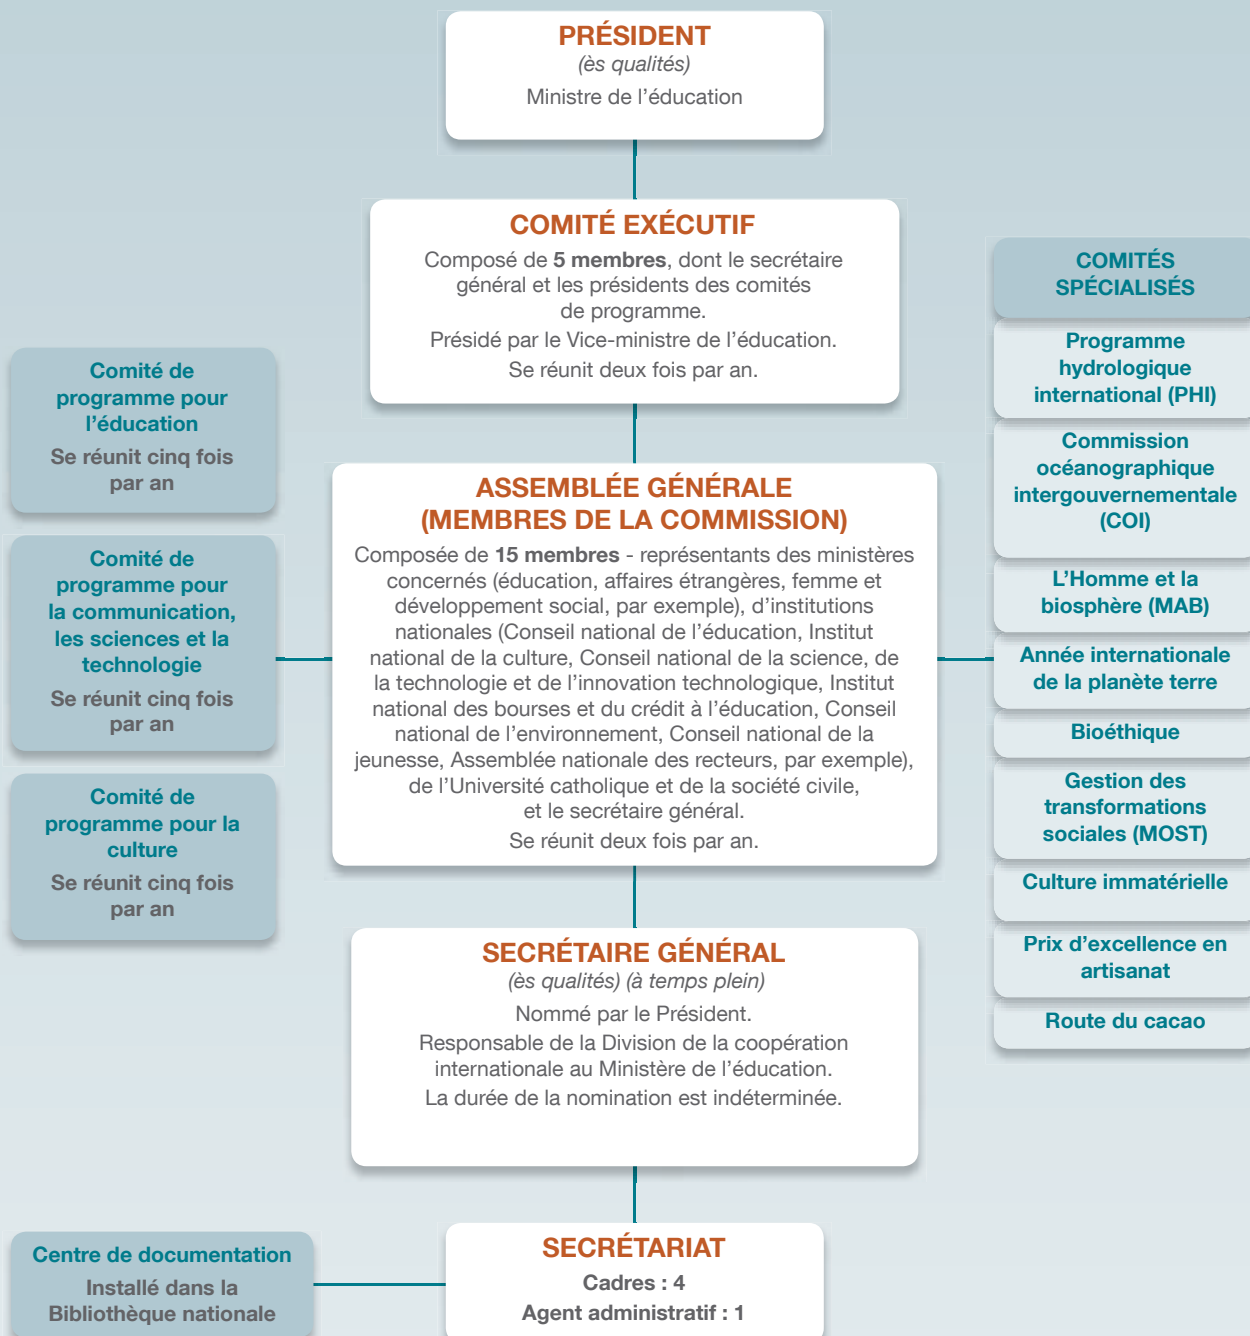 PRÉSIDENT
(ès qualités)
Ministre de l’éducation
COMITÉ EXÉCUTIF
Composé de 5 membres, dont le secrétaire
général et les présidents des comités
de programme.
Présidé par le Vice-ministre de l’éducation.
Se réunit deux fois par an.
Comité de
programme pour
l’éducation
Se réunit cinq fois
par an
Comité de
programme pour
la communication,
les sciences et la
technologie
Se réunit cinq fois
par an
Comité de
programme pour la
culture
Se réunit cinq fois
par an
ASSEMBLÉE GÉNÉRALE
(MEMBRES DE LA COMMISSION)
Composée de 15 membres - représentants des ministères
concernés (éducation, affaires étrangères, femme et
développement social, par exemple), d’institutions
nationales (Conseil national de l’éducation, Institut
national de la culture, Conseil national de la science, de
la technologie et de l’innovation technologique, Institut
national des bourses et du crédit à l’éducation, Conseil
national de l’environnement, Conseil national de la
jeunesse, Assemblée nationale des recteurs, par exemple),
de l’Université catholique et de la société civile,
et le secrétaire général.
Se réunit deux fois par an.
COMITÉS
SPÉCIALISÉS
Programme
hydrologique
international (PHI)
Commission
océanographique
intergouvernementale
(COI)
L’Homme et la
biosphère (MAB)
Année internationale
de la planète terre
Bioéthique
Gestion des
transformations
sociales (MOST)
Culture immatérielle
Prix d’excellence en
artisanat
Route du cacao
SECRÉTAIRE GÉNÉRAL
(ès qualités) (à temps plein)
Nommé par le Président.
Responsable de la Division de la coopération
internationale au Ministère de l’éducation.
La durée de la nomination est indéterminée.
Centre de documentation
Installé dans la
Bibliothèque nationale
SECRÉTARIAT
Cadres : 4
Agent administratif : 1